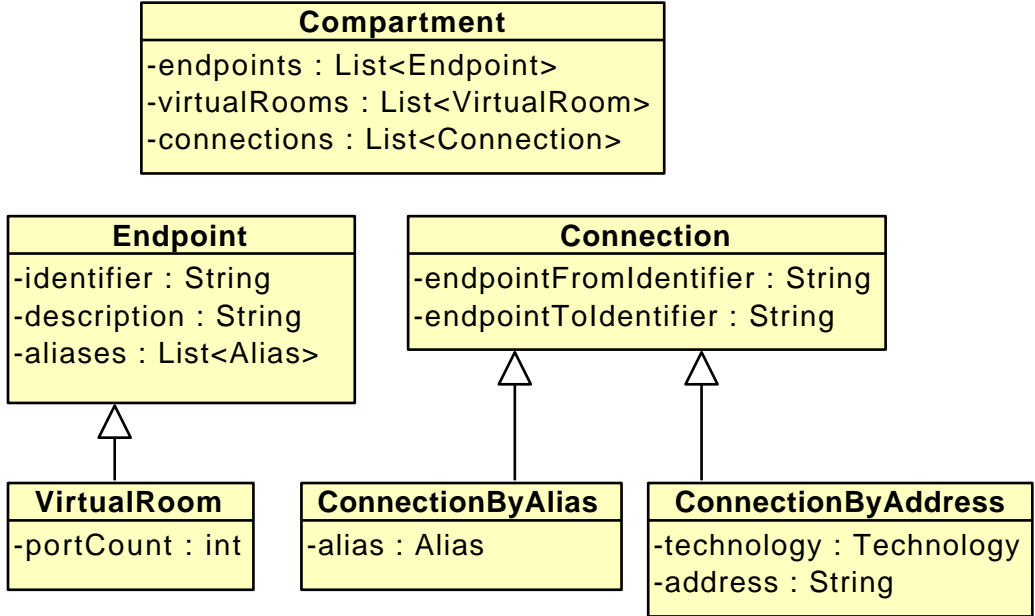 Compartment
-endpoints : List<Endpoint>
-virtualRooms : List<VirtualRoom>
-connections : List<Connection>
Endpoint
-identifier : String
-description : String
-aliases : List<Alias>
Connection
-endpointFromIdentifier : String
-endpointToIdentifier : String
VirtualRoom
-portCount : int
ConnectionByAlias
-alias : Alias
ConnectionByAddress
-technology : Technology
-address : String